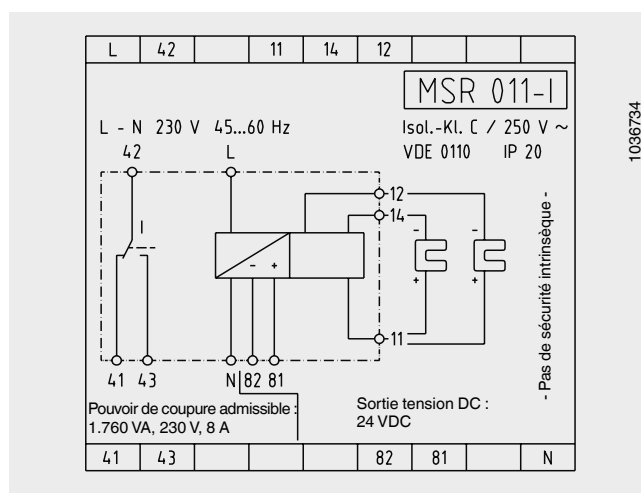 L 42 11 14 12
MSR 011-I
L - N 230 V 45...60 Hz
Isol.-Kl. C / 250 V ~
VDE 0110 IP 20
42 L
12
14
I
- -
- +
+ +
11
41 43 N 82 81
Pouvoir de coupure admissible :
1.760 VA, 230 V, 8 A
Sortie tension DC :
24 VDC
- Pas de sécurité intrinsèque -
41 43 82 81 N
1036734